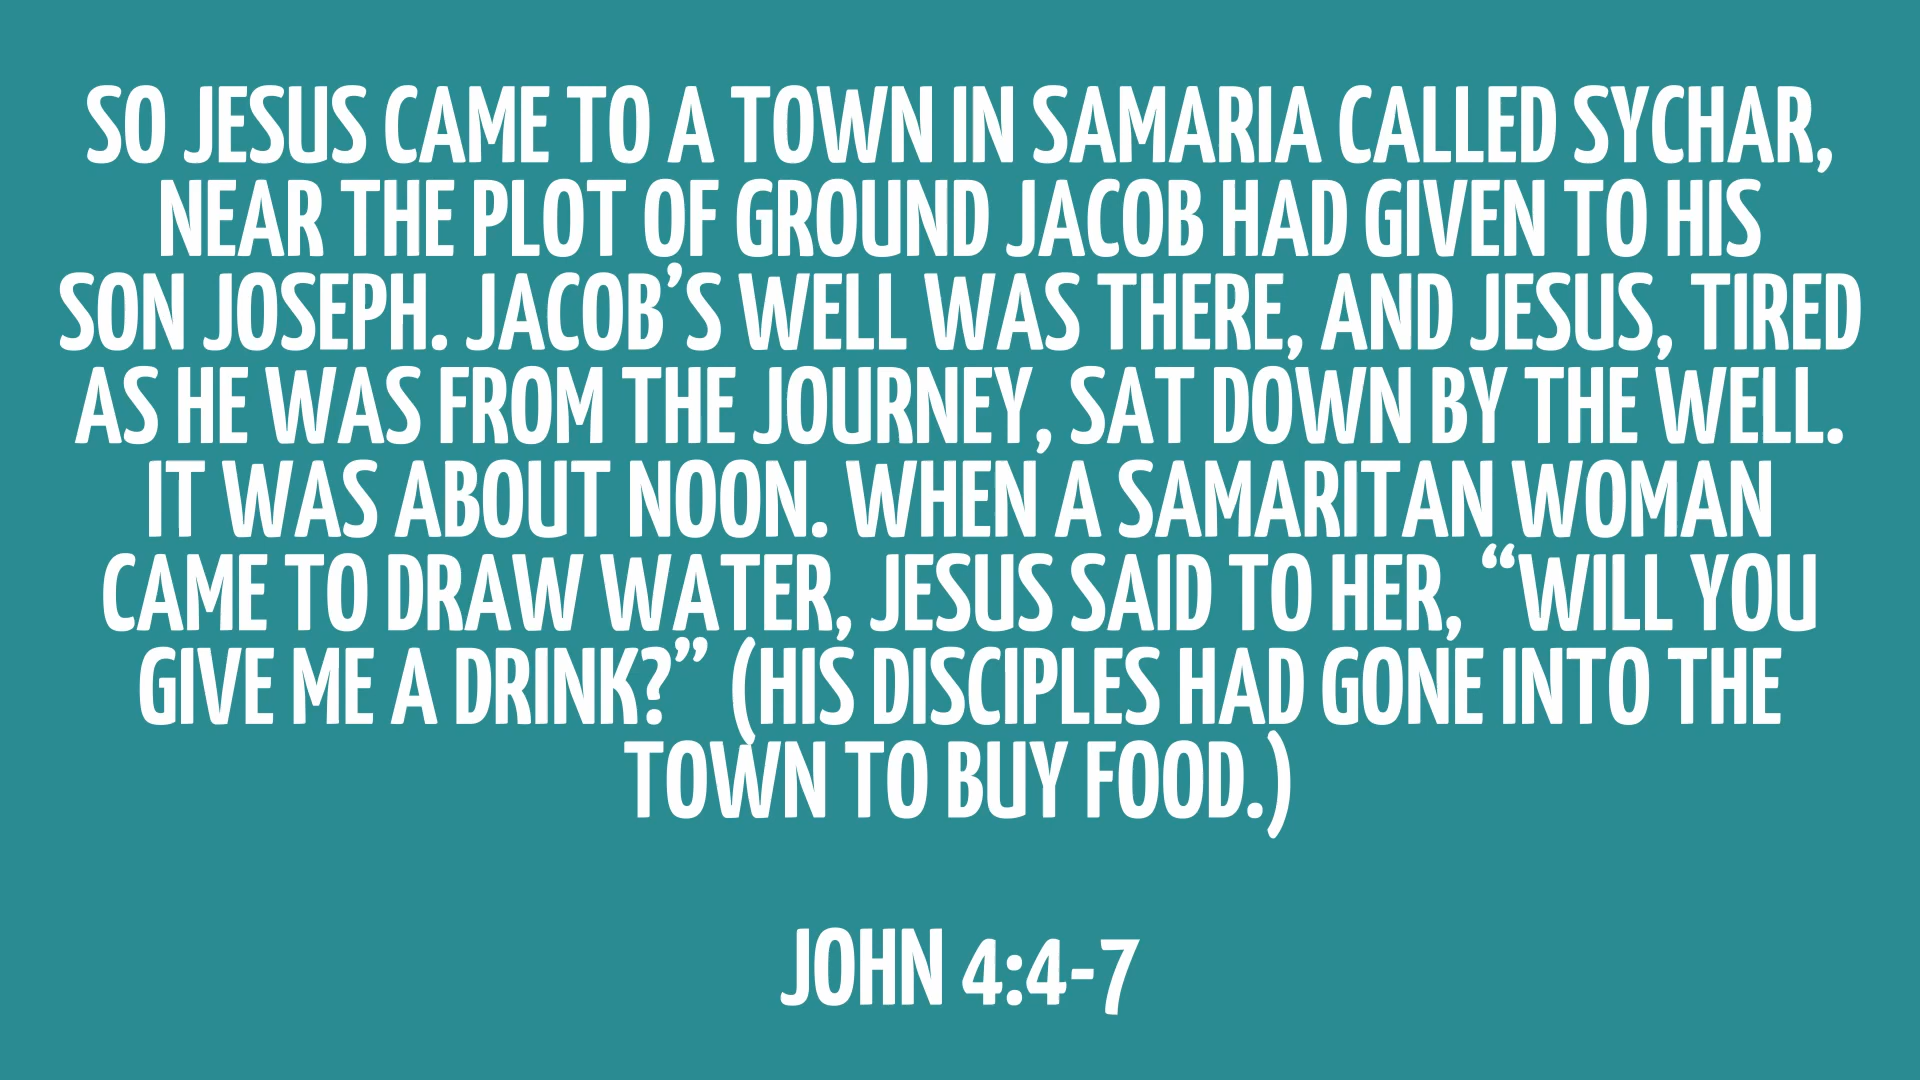 SO JESUS CAME TO A TOWN IN SAMARIA CALLED SYCHAR,
NEAR THE PLOT OF GROUND JACOB HAD GIVEN TO HIS
SON JOSEPH. JACOB’S WELL WAS THERE, AND JESUS, TIRED
AS HE WAS FROM THE JOURNEY, SAT DOWN BY THE WELL.
IT WAS ABOUT NOON. WHEN A SAMARITAN WOMAN
CAME TO DRAW WATER, JESUS SAID TO HER, “WILL YOU
GIVE ME A DRINK?” (HIS DISCIPLES HAD GONE INTO THE
TOWN TO BUY FOOD.)
JOHN 4:4-7